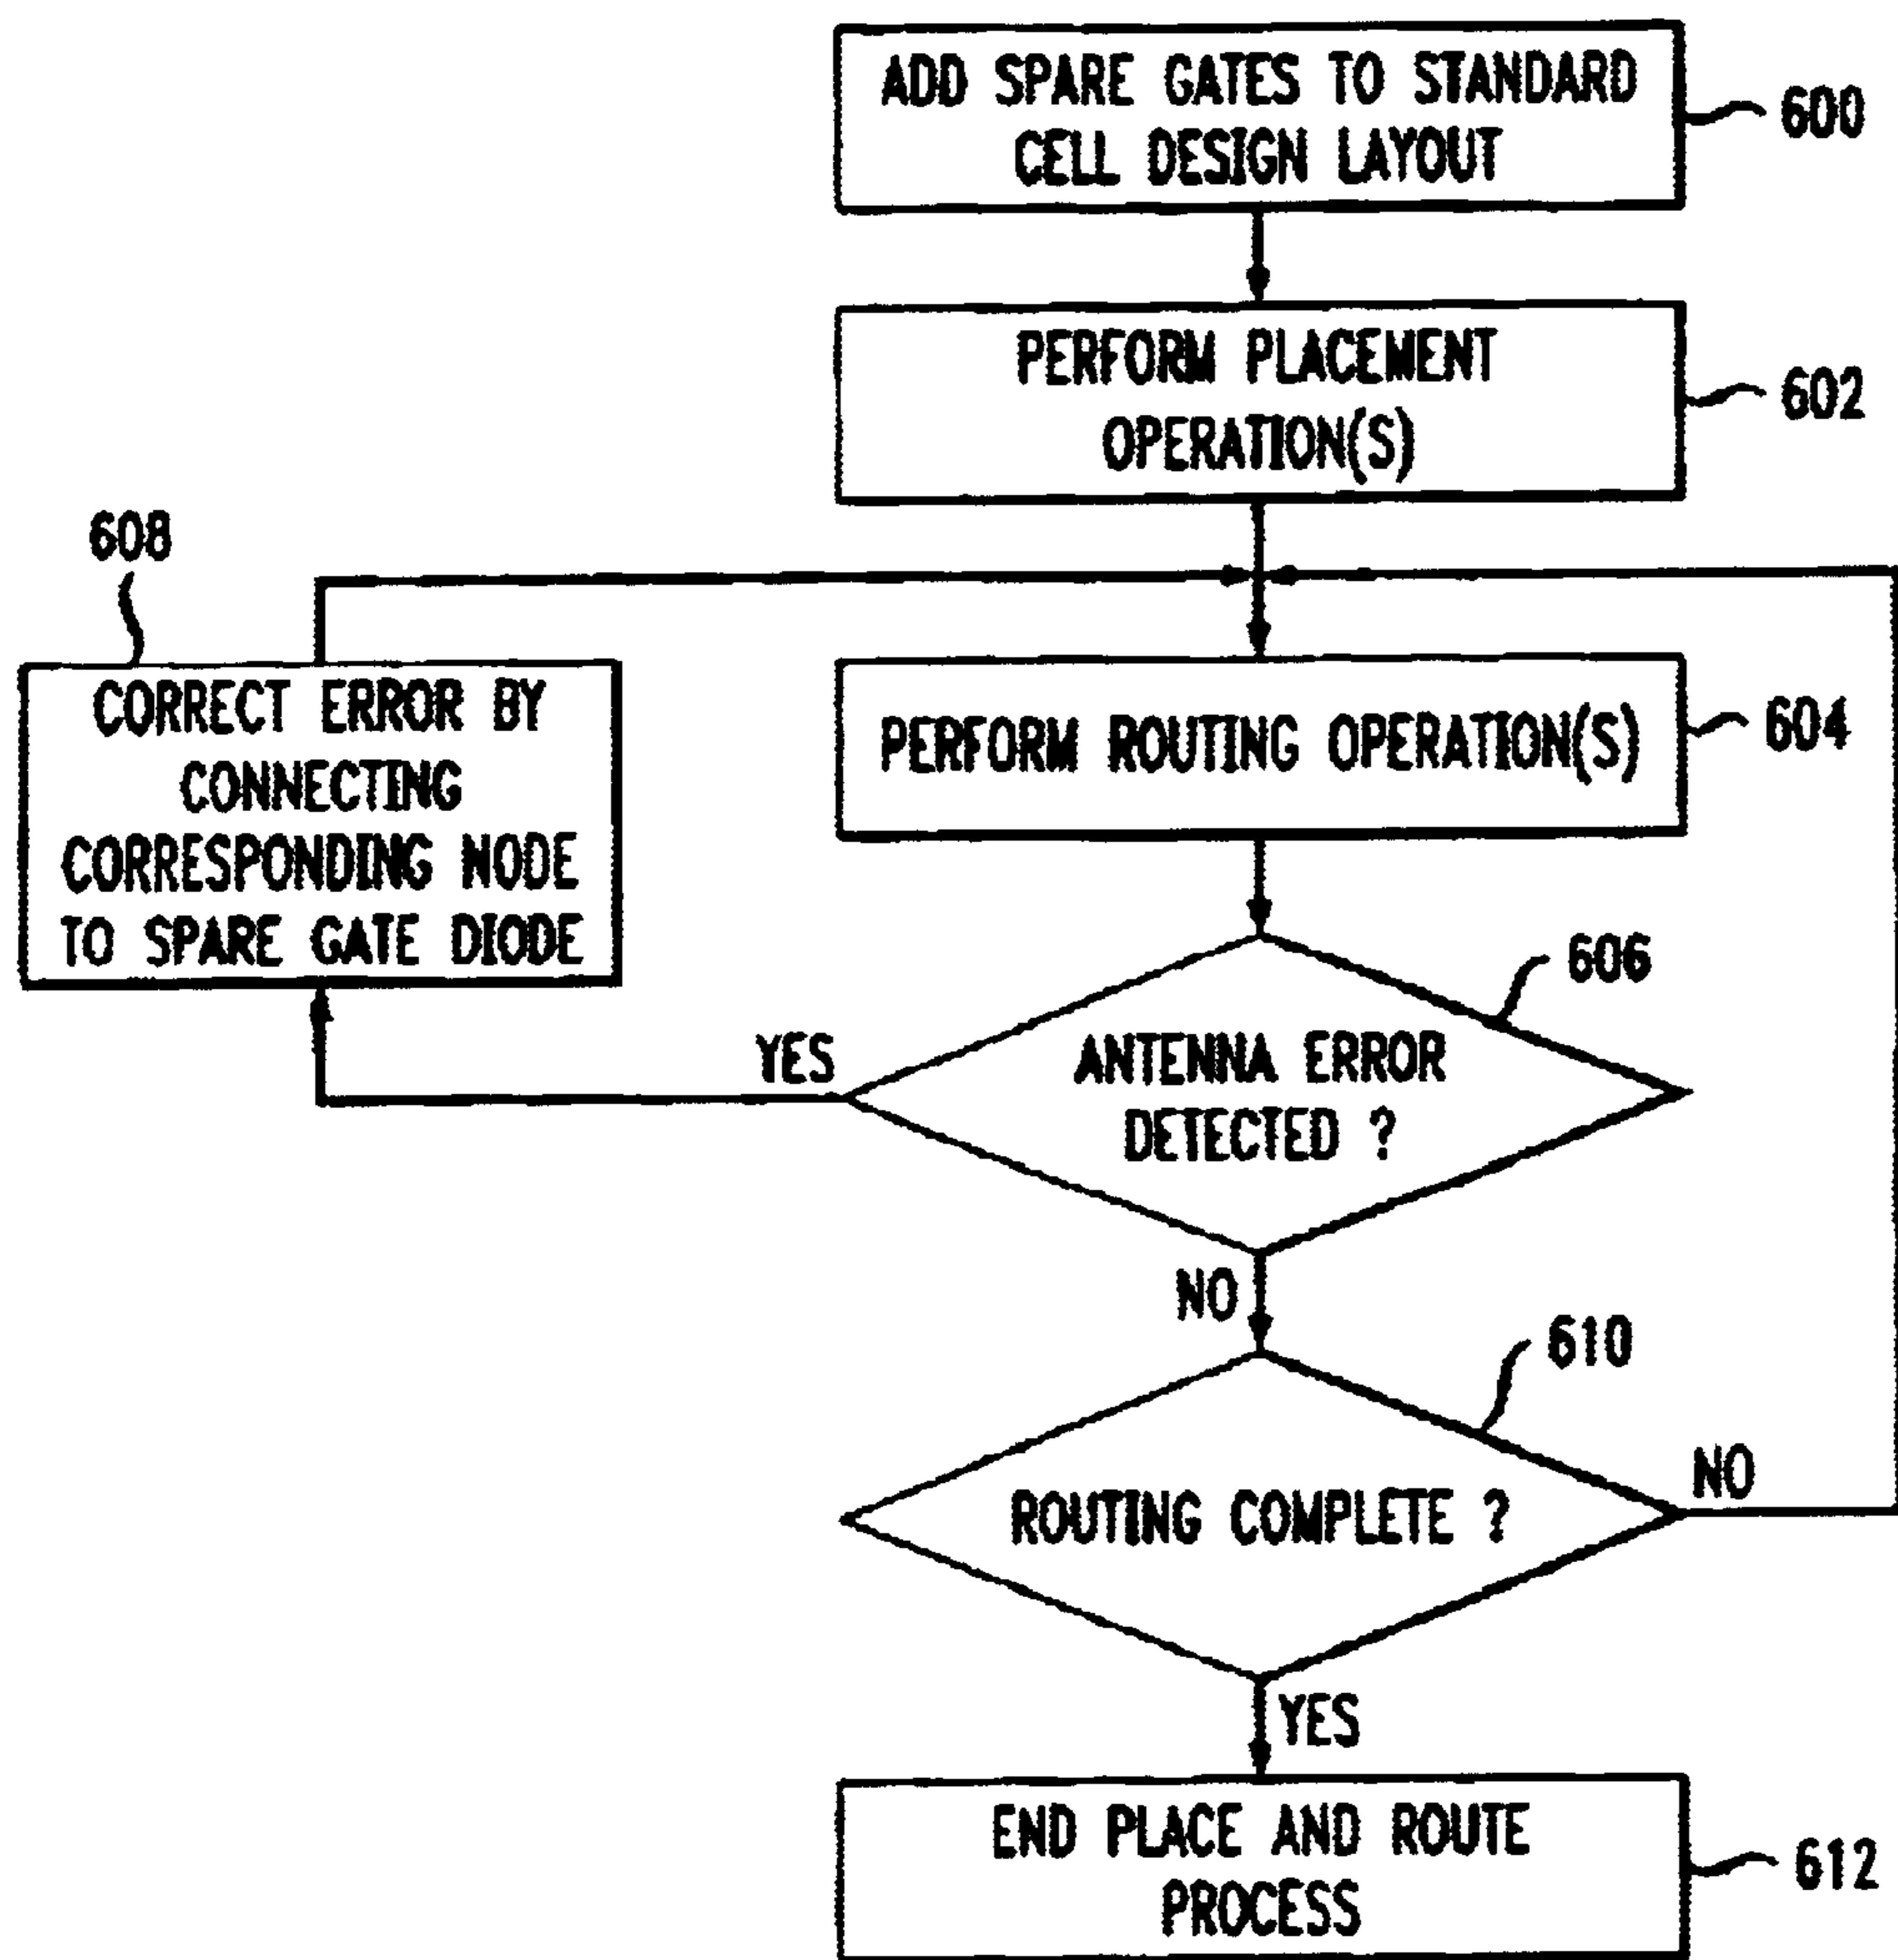 ADD SPARE GATES TO STANDARD
CELL DESIGN LAYOUT
600
PERFORM PLACEMENT
OPERATION(S)
602
608
CORRECT ERROR BY
CONNECTING
CORRESPONDING NODE
TO SPARE GATE DIODE
PERFORM ROUTING OPERATION(S)
604
606
YES
ANTENNA ERROR
DETECTED ?
NO
610
ROUTING COMPLETE ?
NO
YES
END PLACE AND ROUTE
PROCESS
612